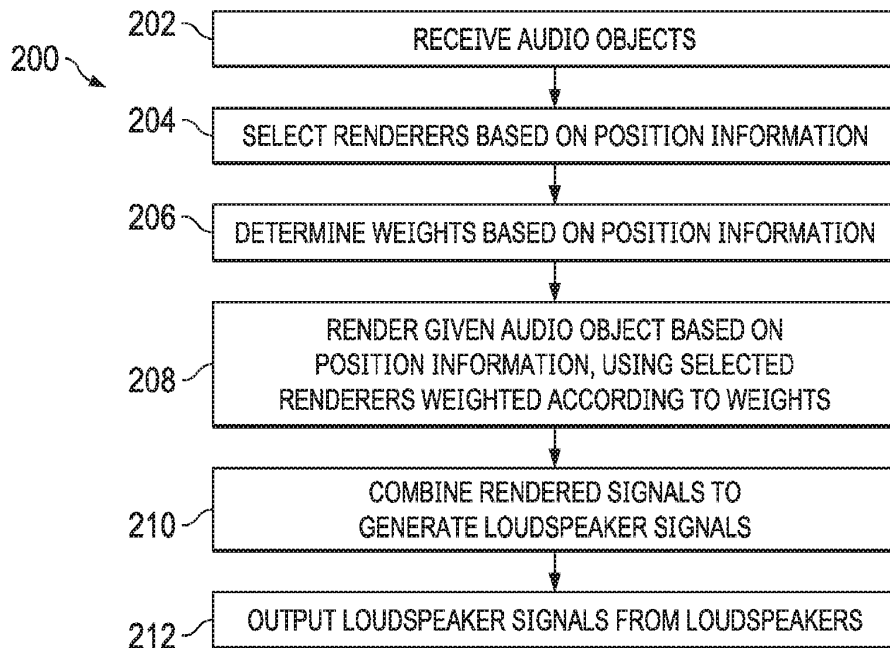 202
RECEIVE AUDIO OBJECTS
200
204
SELECT RENDERERS BASED ON POSITION INFORMATION
206
DETERMINE WEIGHTS BASED ON POSITION INFORMATION
208
RENDER GIVEN AUDIO OBJECT BASED ON
POSITION INFORMATION, USING SELECTED
RENDERERS WEIGHTED ACCORDING TO WEIGHTS
210
COMBINE RENDERED SIGNALS TO
GENERATE LOUDSPEAKER SIGNALS
212
OUTPUT LOUDSPEAKER SIGNALS FROM LOUDSPEAKERS